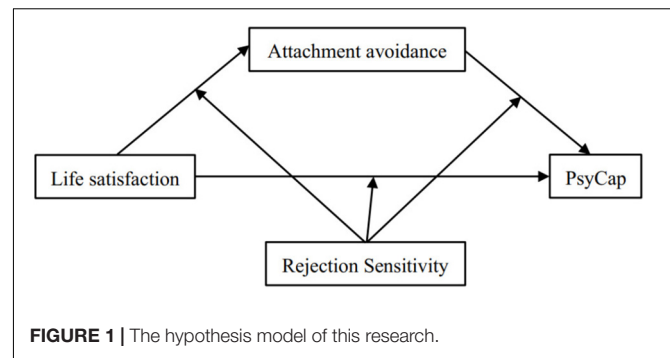 Attachment avoidance
Life satisfaction
PsyCap
Rejection Sensitivity
FIGURE 1 | The hypothesis model of this research.